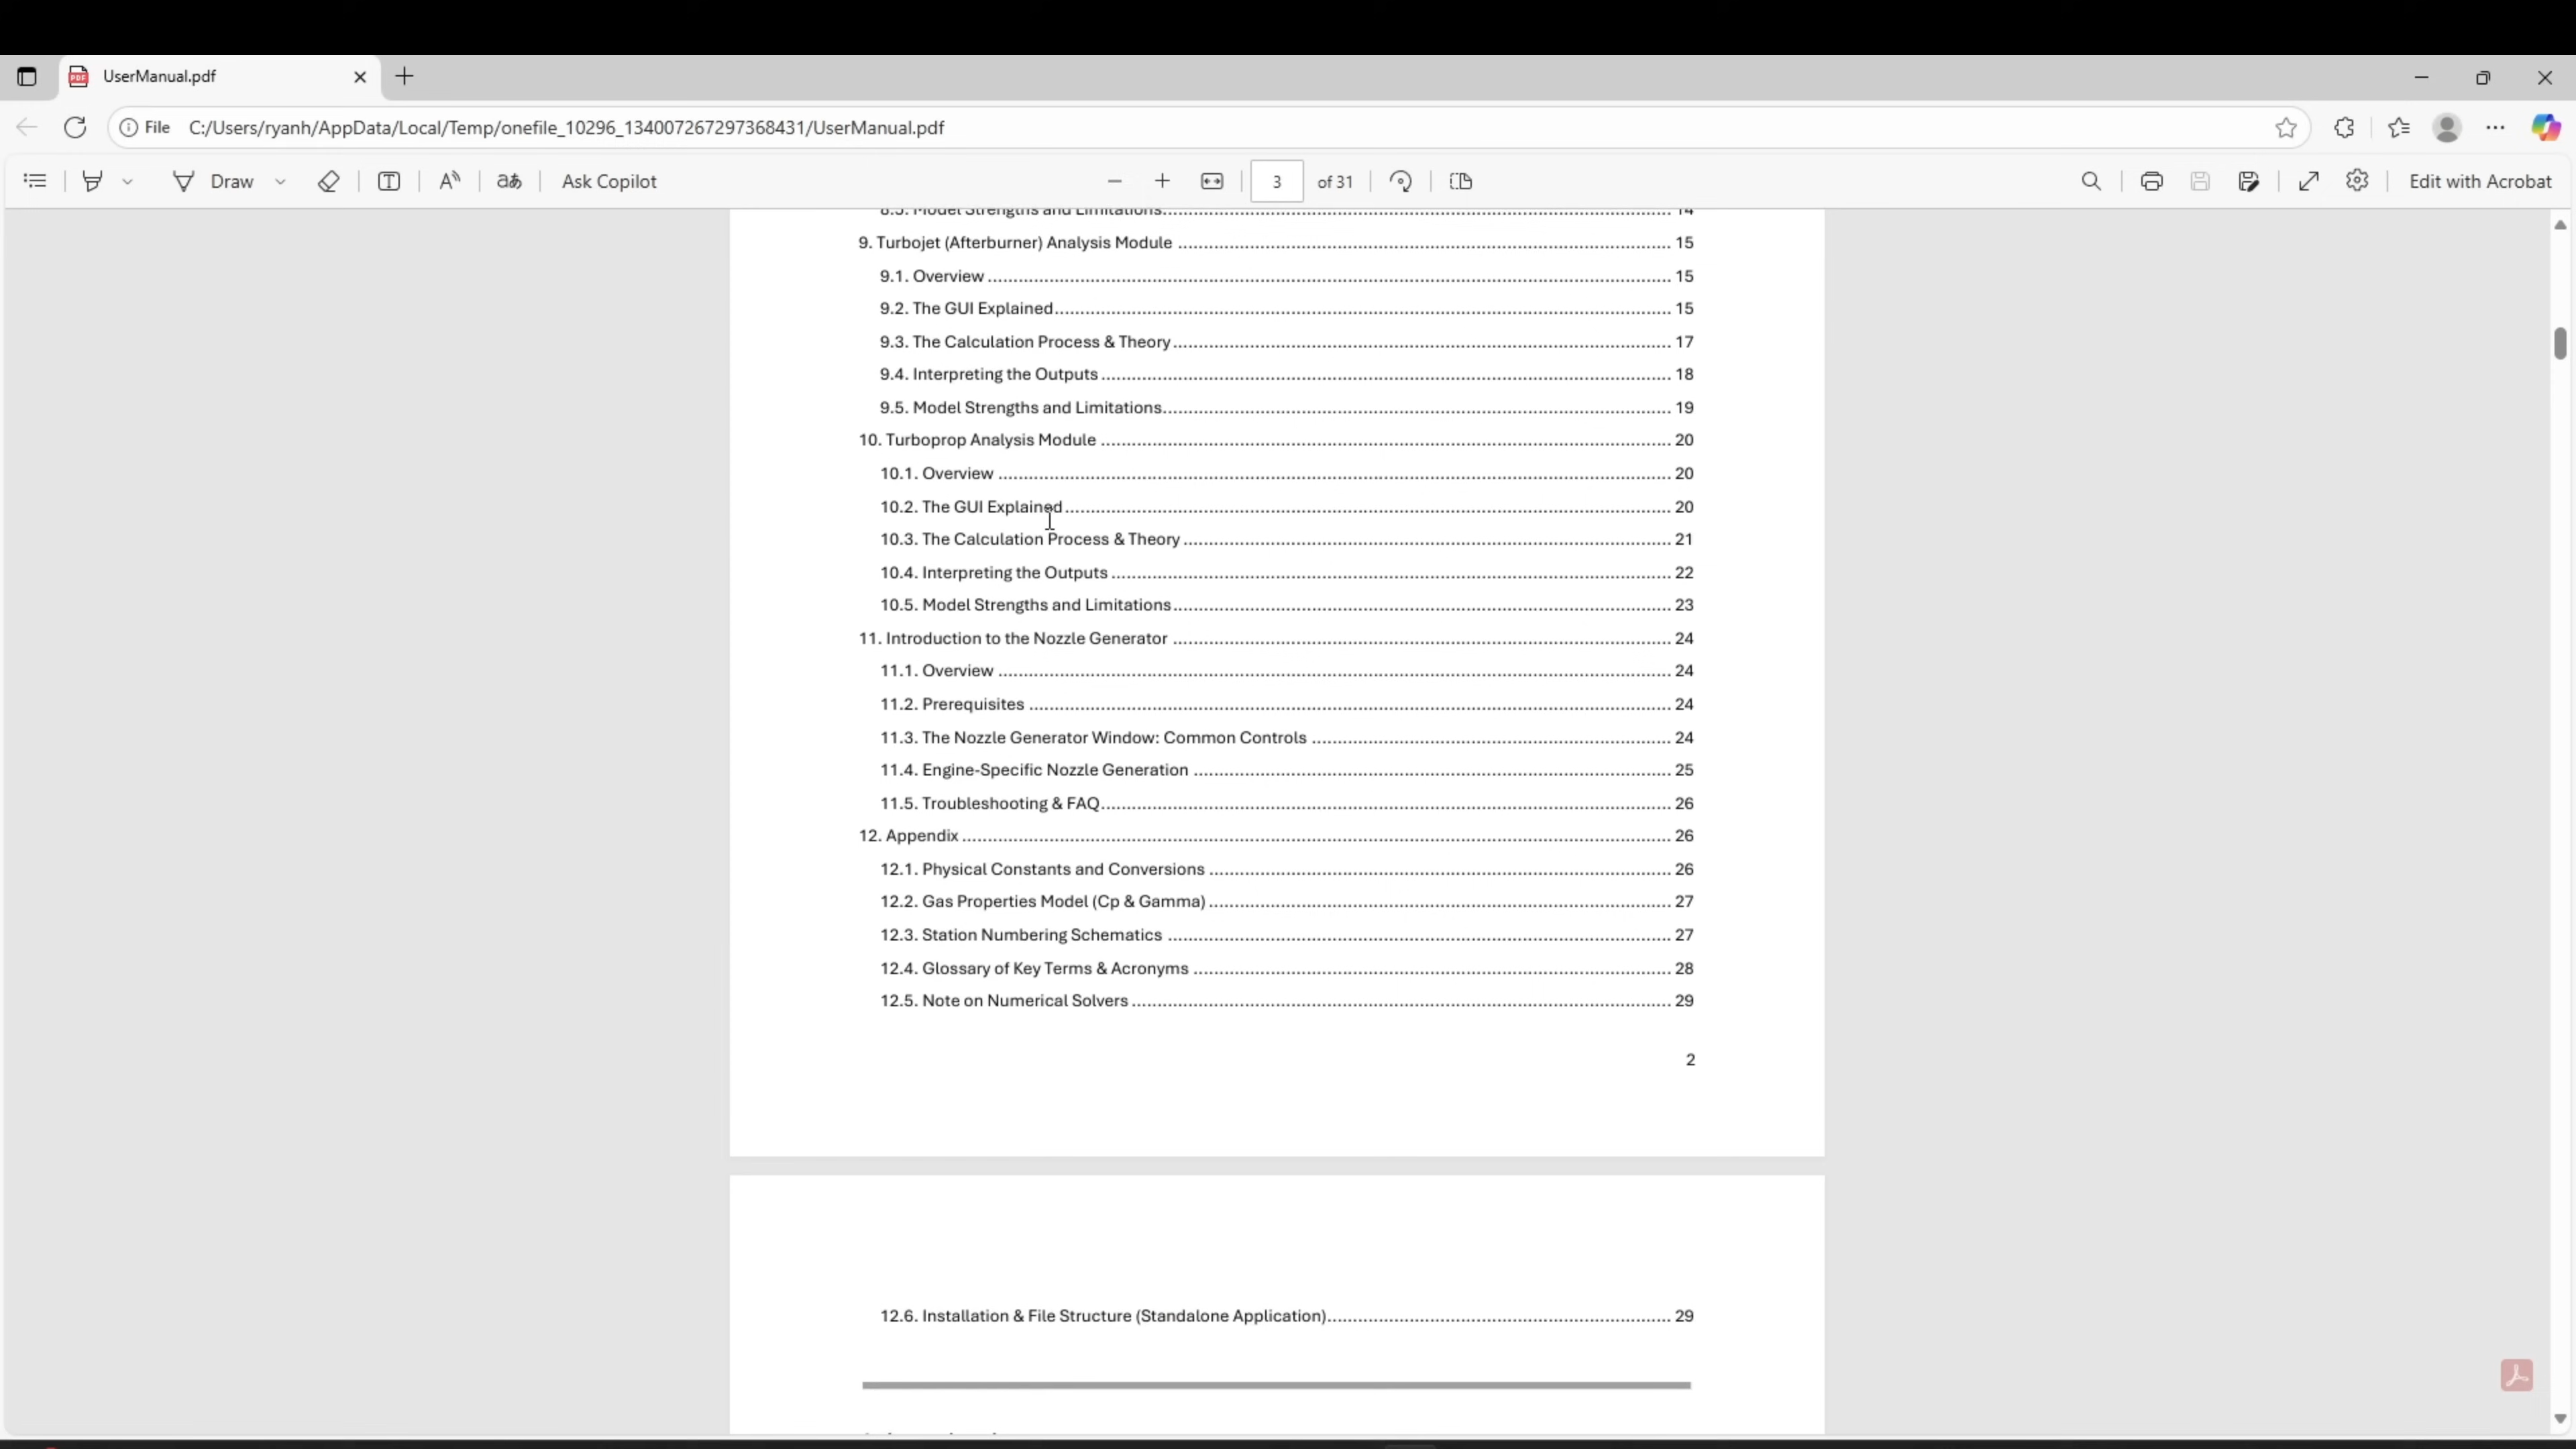 UserManual.pdf
File C:/Users/ryanh/AppData/Local/Temp/onefile_10296_134007267297368431/UserManual.pdf
Draw Ask Copilot 3 of 31 Edit with Acrobat
8.5. Model Strengths and Limitations 14
9. Turbojet (Afterburner) Analysis Module 15
9.1. Overview 15
9.2. The GUI Explained 15
9.3. The Calculation Process & Theory 17
9.4. Interpreting the Outputs 18
9.5. Model Strengths and Limitations 19
10. Turboprop Analysis Module 20
10.1. Overview 20
10.2. The GUI Explained 20
10.3. The Calculation Process & Theory 21
10.4. Interpreting the Outputs 22
10.5. Model Strengths and Limitations 23
11. Introduction to the Nozzle Generator 24
11.1. Overview 24
11.2. Prerequisites 24
11.3. The Nozzle Generator Window: Common Controls 24
11.4. Engine-Specific Nozzle Generation 25
11.5. Troubleshooting & FAQ 26
12. Appendix 26
12.1. Physical Constants and Conversions 26
12.2. Gas Properties Model (Cp & Gamma) 27
12.3. Station Numbering Schematics 27
12.4. Glossary of Key Terms & Acronyms 28
12.5. Note on Numerical Solvers 29
2
12.6. Installation & File Structure (Standalone Application) 29